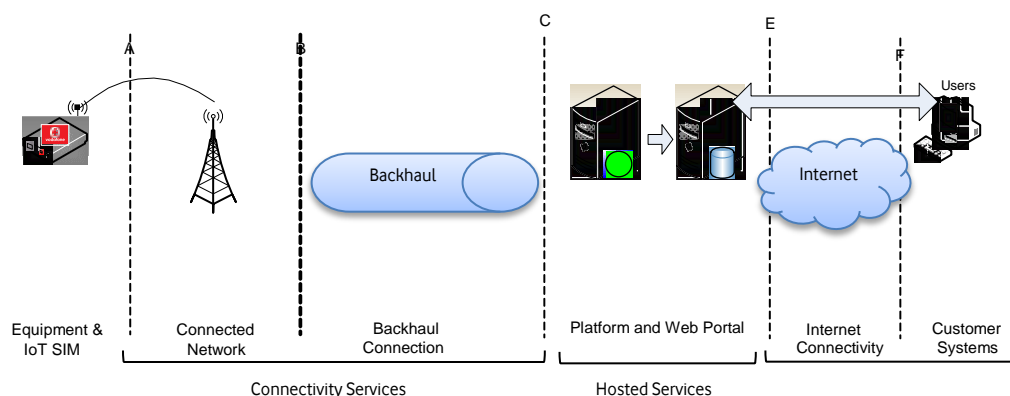 A
B
C
E
F
Users
Backhaul
Internet
Equipment &
IoT SIM
Connected
Network
Backhaul
Connection
Platform and Web Portal
Internet
Connectivity
Customer
Systems
Connectivity Services
Hosted Services